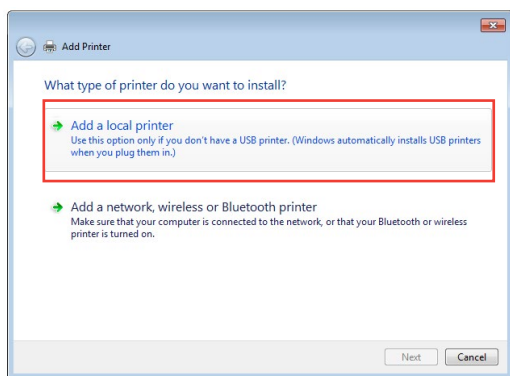 Add Printer
What type of printer do you want to install?
Add a local printer
Use this option only if you don't have a USB printer. (Windows automatically installs USB printers
when you plug them in.)
Add a network, wireless or Bluetooth printer
Make sure that your computer is connected to the network, or that your Bluetooth or wireless
printer is turned on.
Next
Cancel